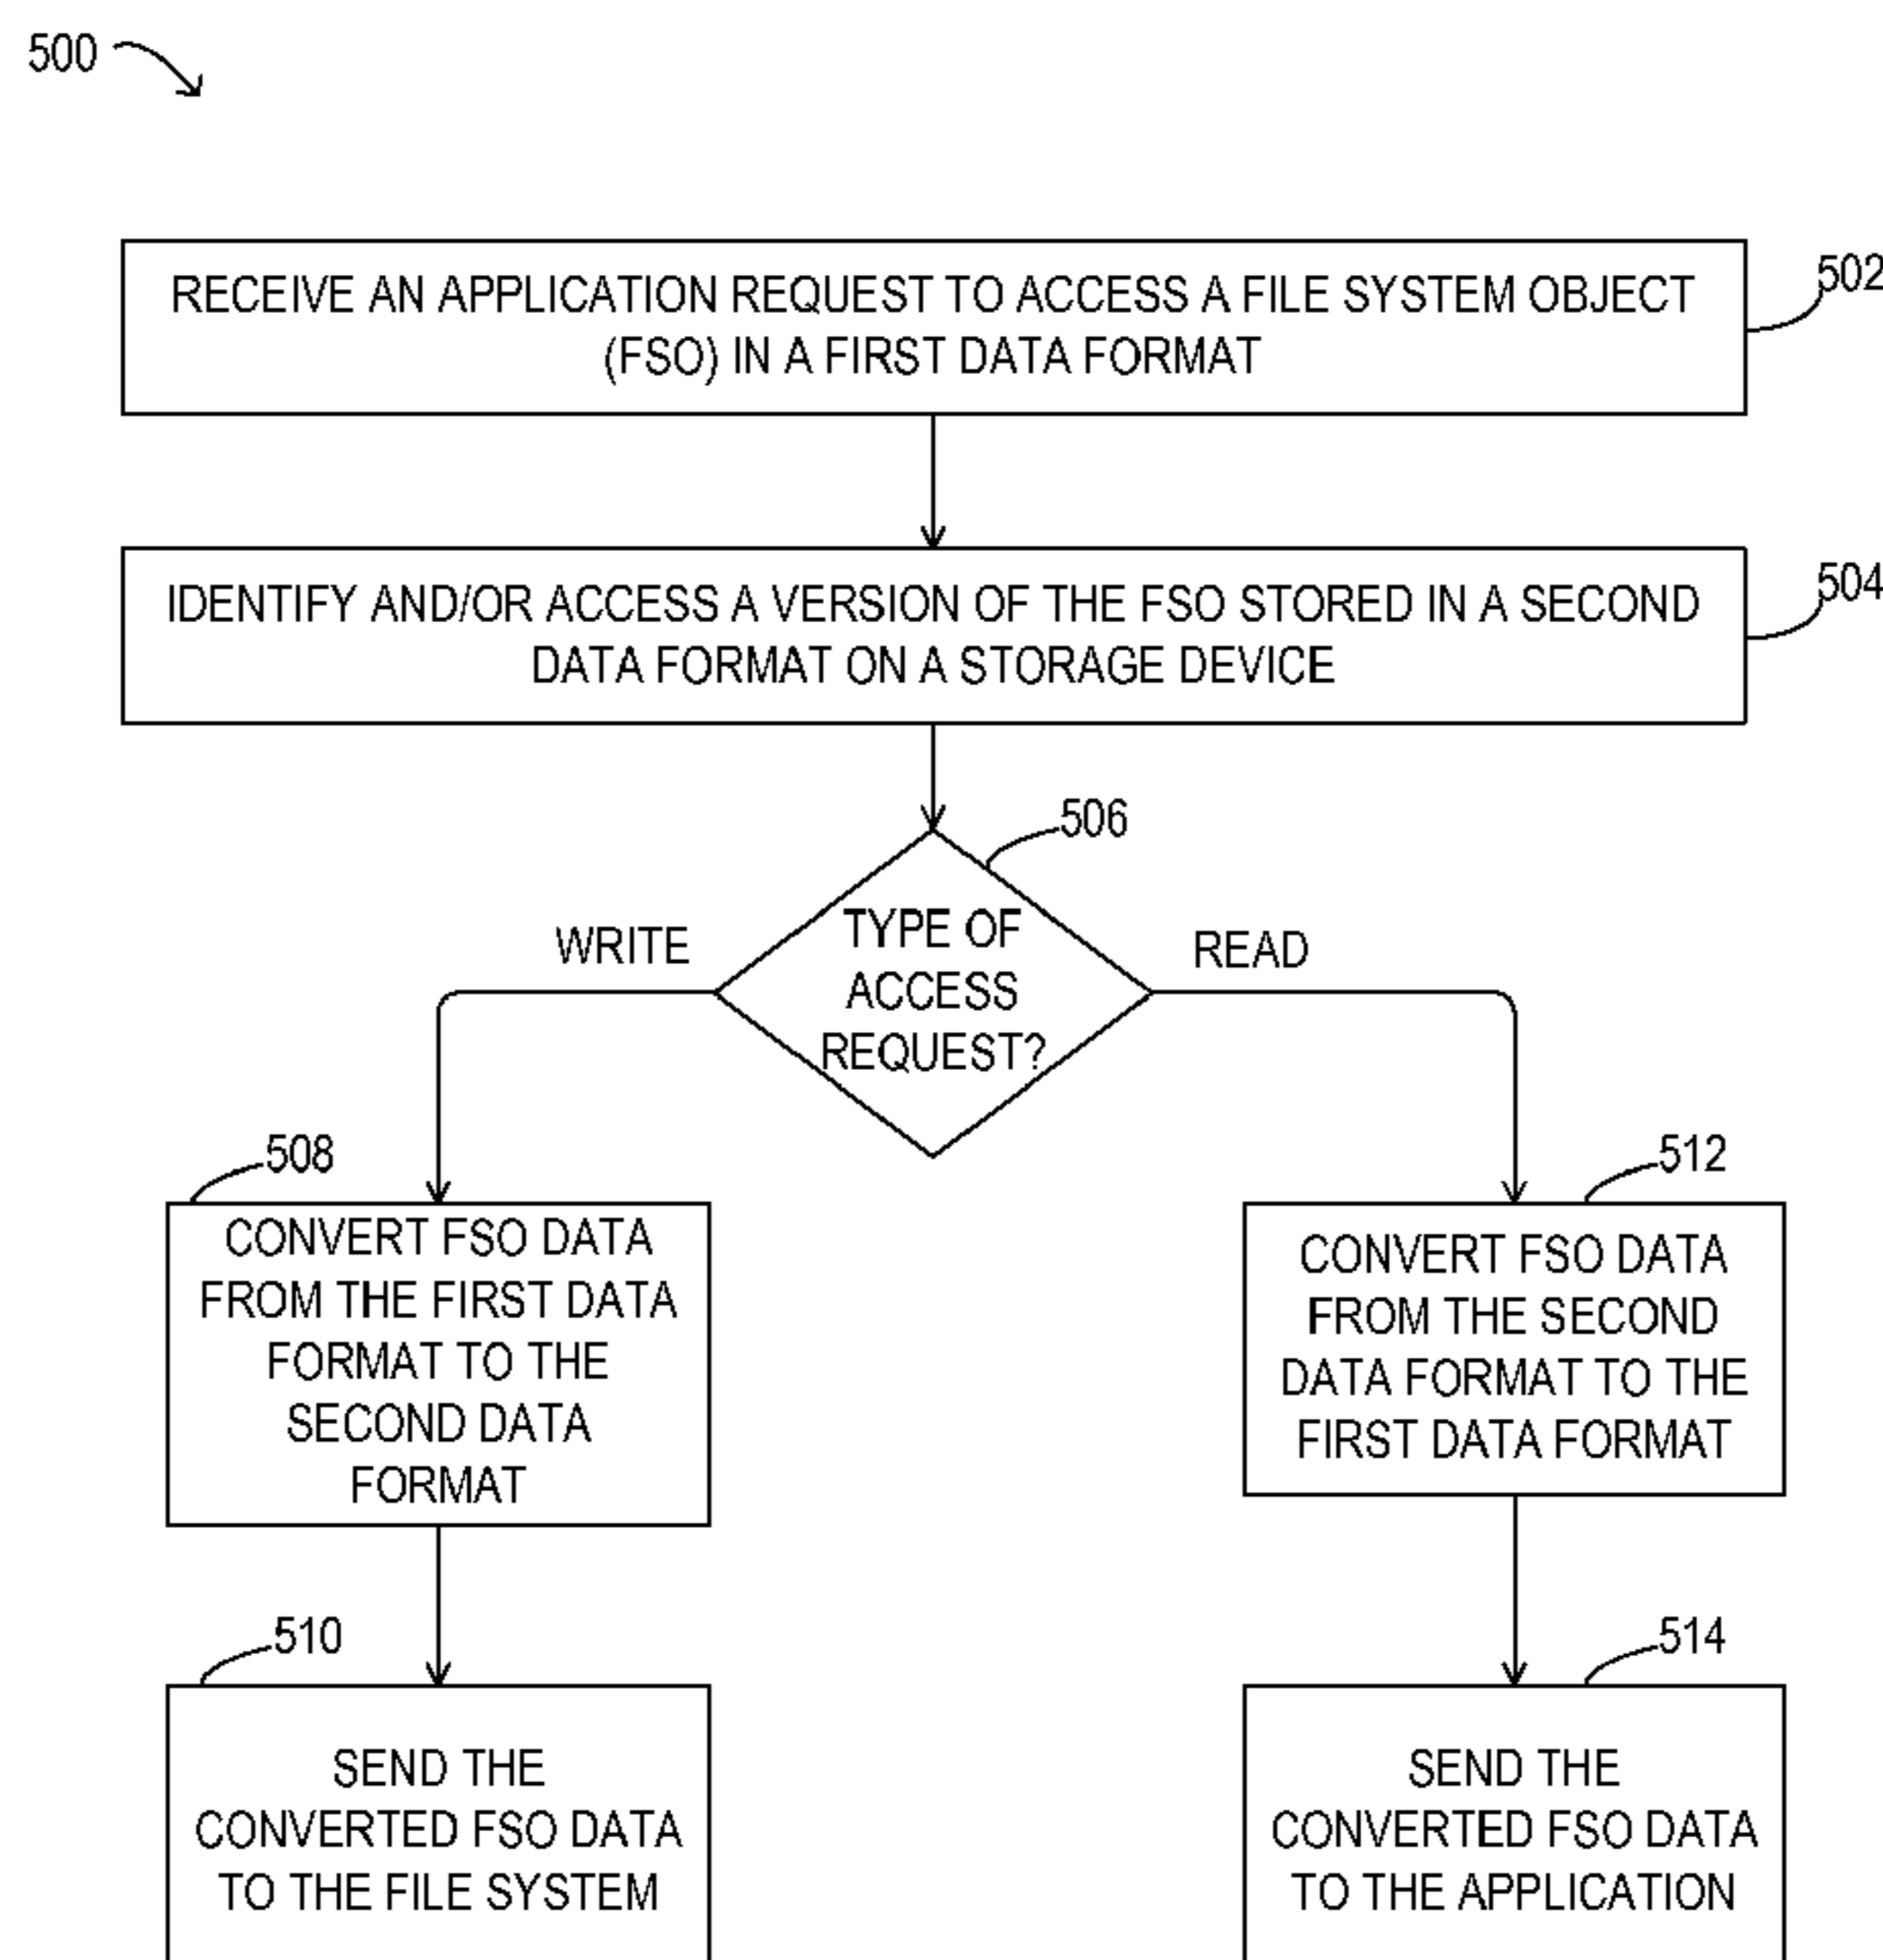 500
RECEIVE AN APPLICATION REQUEST TO ACCESS A FILE SYSTEM OBJECT
(FSO) IN A FIRST DATA FORMAT
502
IDENTIFY AND/OR ACCESS A VERSION OF THE FSO STORED IN A SECOND
DATA FORMAT ON A STORAGE DEVICE
504
506
TYPE OF
ACCESS
REQUEST?
WRITE
READ
508
CONVERT FSO DATA
FROM THE FIRST DATA
FORMAT TO THE
SECOND DATA
FORMAT
512
CONVERT FSO DATA
FROM THE SECOND
DATA FORMAT TO THE
FIRST DATA FORMAT
510
SEND THE
CONVERTED FSO DATA
TO THE FILE SYSTEM
514
SEND THE
CONVERTED FSO DATA
TO THE APPLICATION